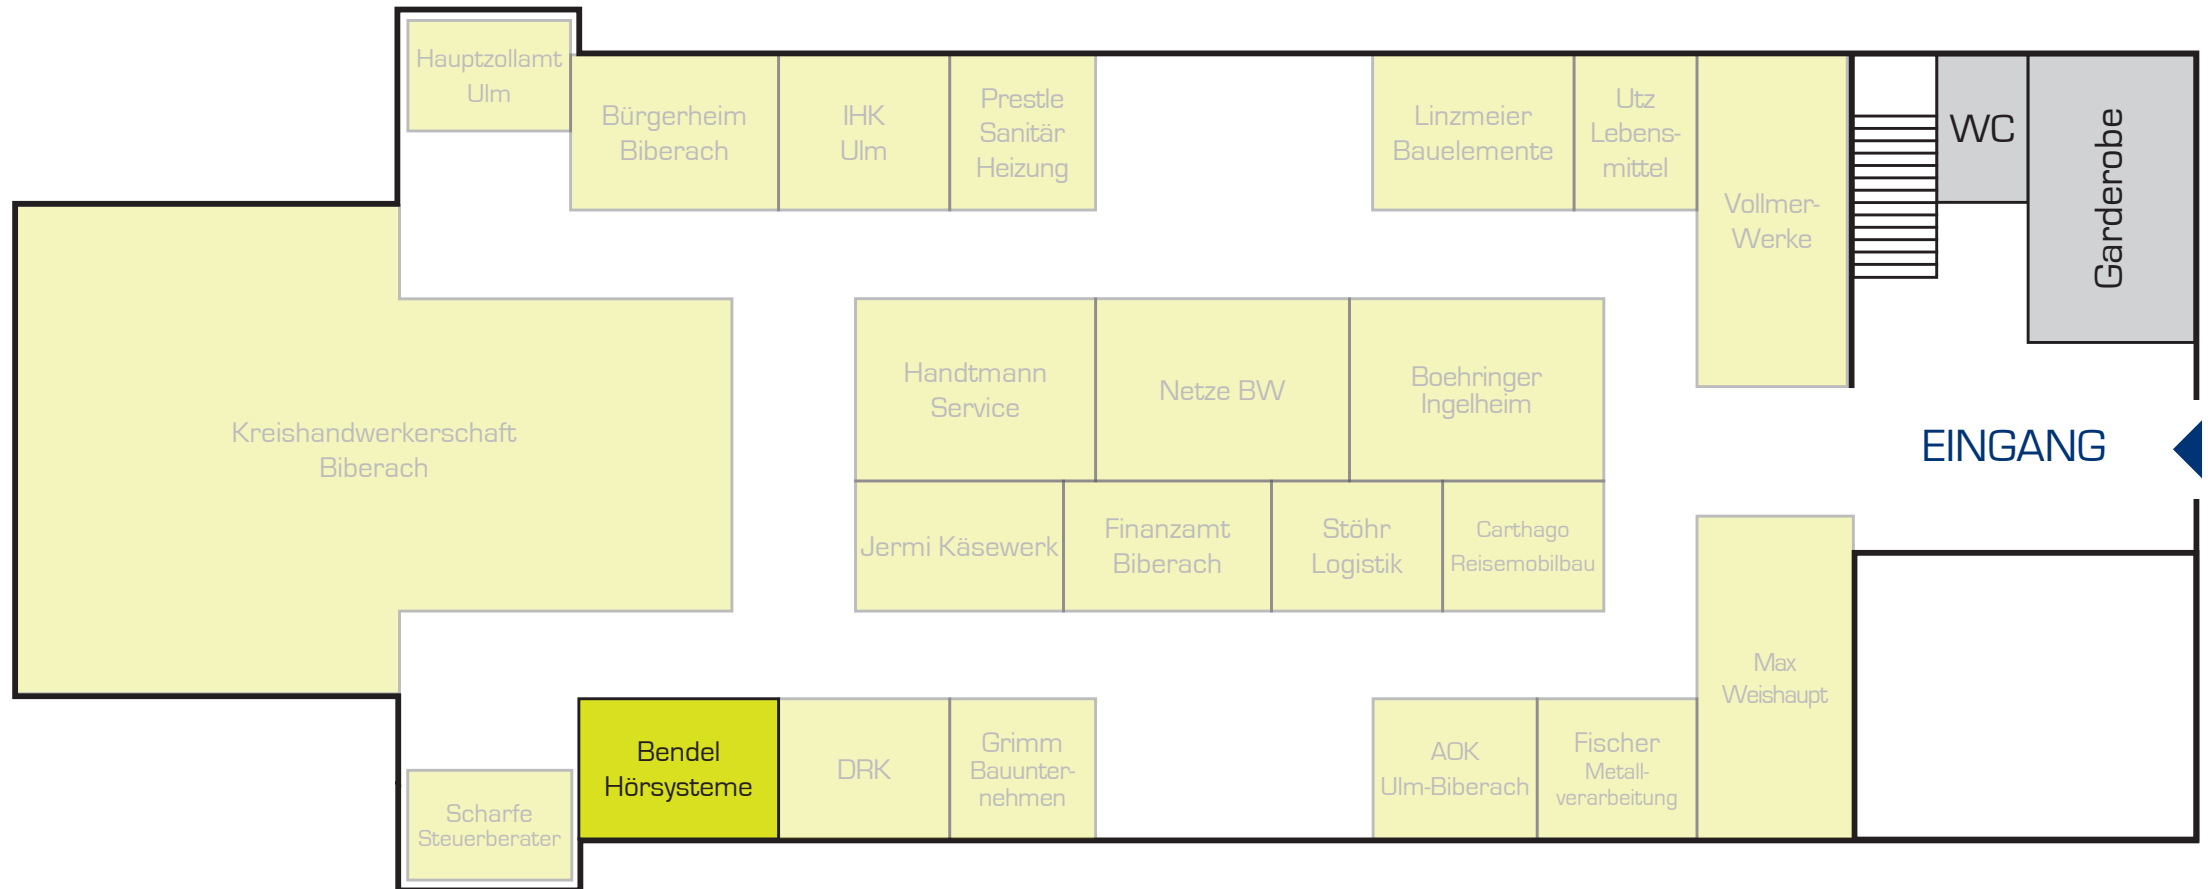 Hauptzollamt
Ulm
Bürgerheim
Biberach
IHK
Ulm
Prestle
Sanitär
Heizung
Linzmeier
Bauelemente
Utz
Lebens-
mittel
Vollmer-
Werke
WC
Garderobe
Kreishandwerkerschaft
Biberach
Handtmann
Service
Netze BW
Boehringer
Ingelheim
EINGANG
Jermi Käsewerk
Finanzamt
Biberach
Stöhr
Logistik
Carthago
Reisemobilbau
Max
Weishaupt
Scharfe
Steuerberater
Bendel
Hörsysteme
DRK
Grimm
Bauunter-
nehmen
AOK
Ulm-Biberach
Fischer
Metall-
verarbeitung